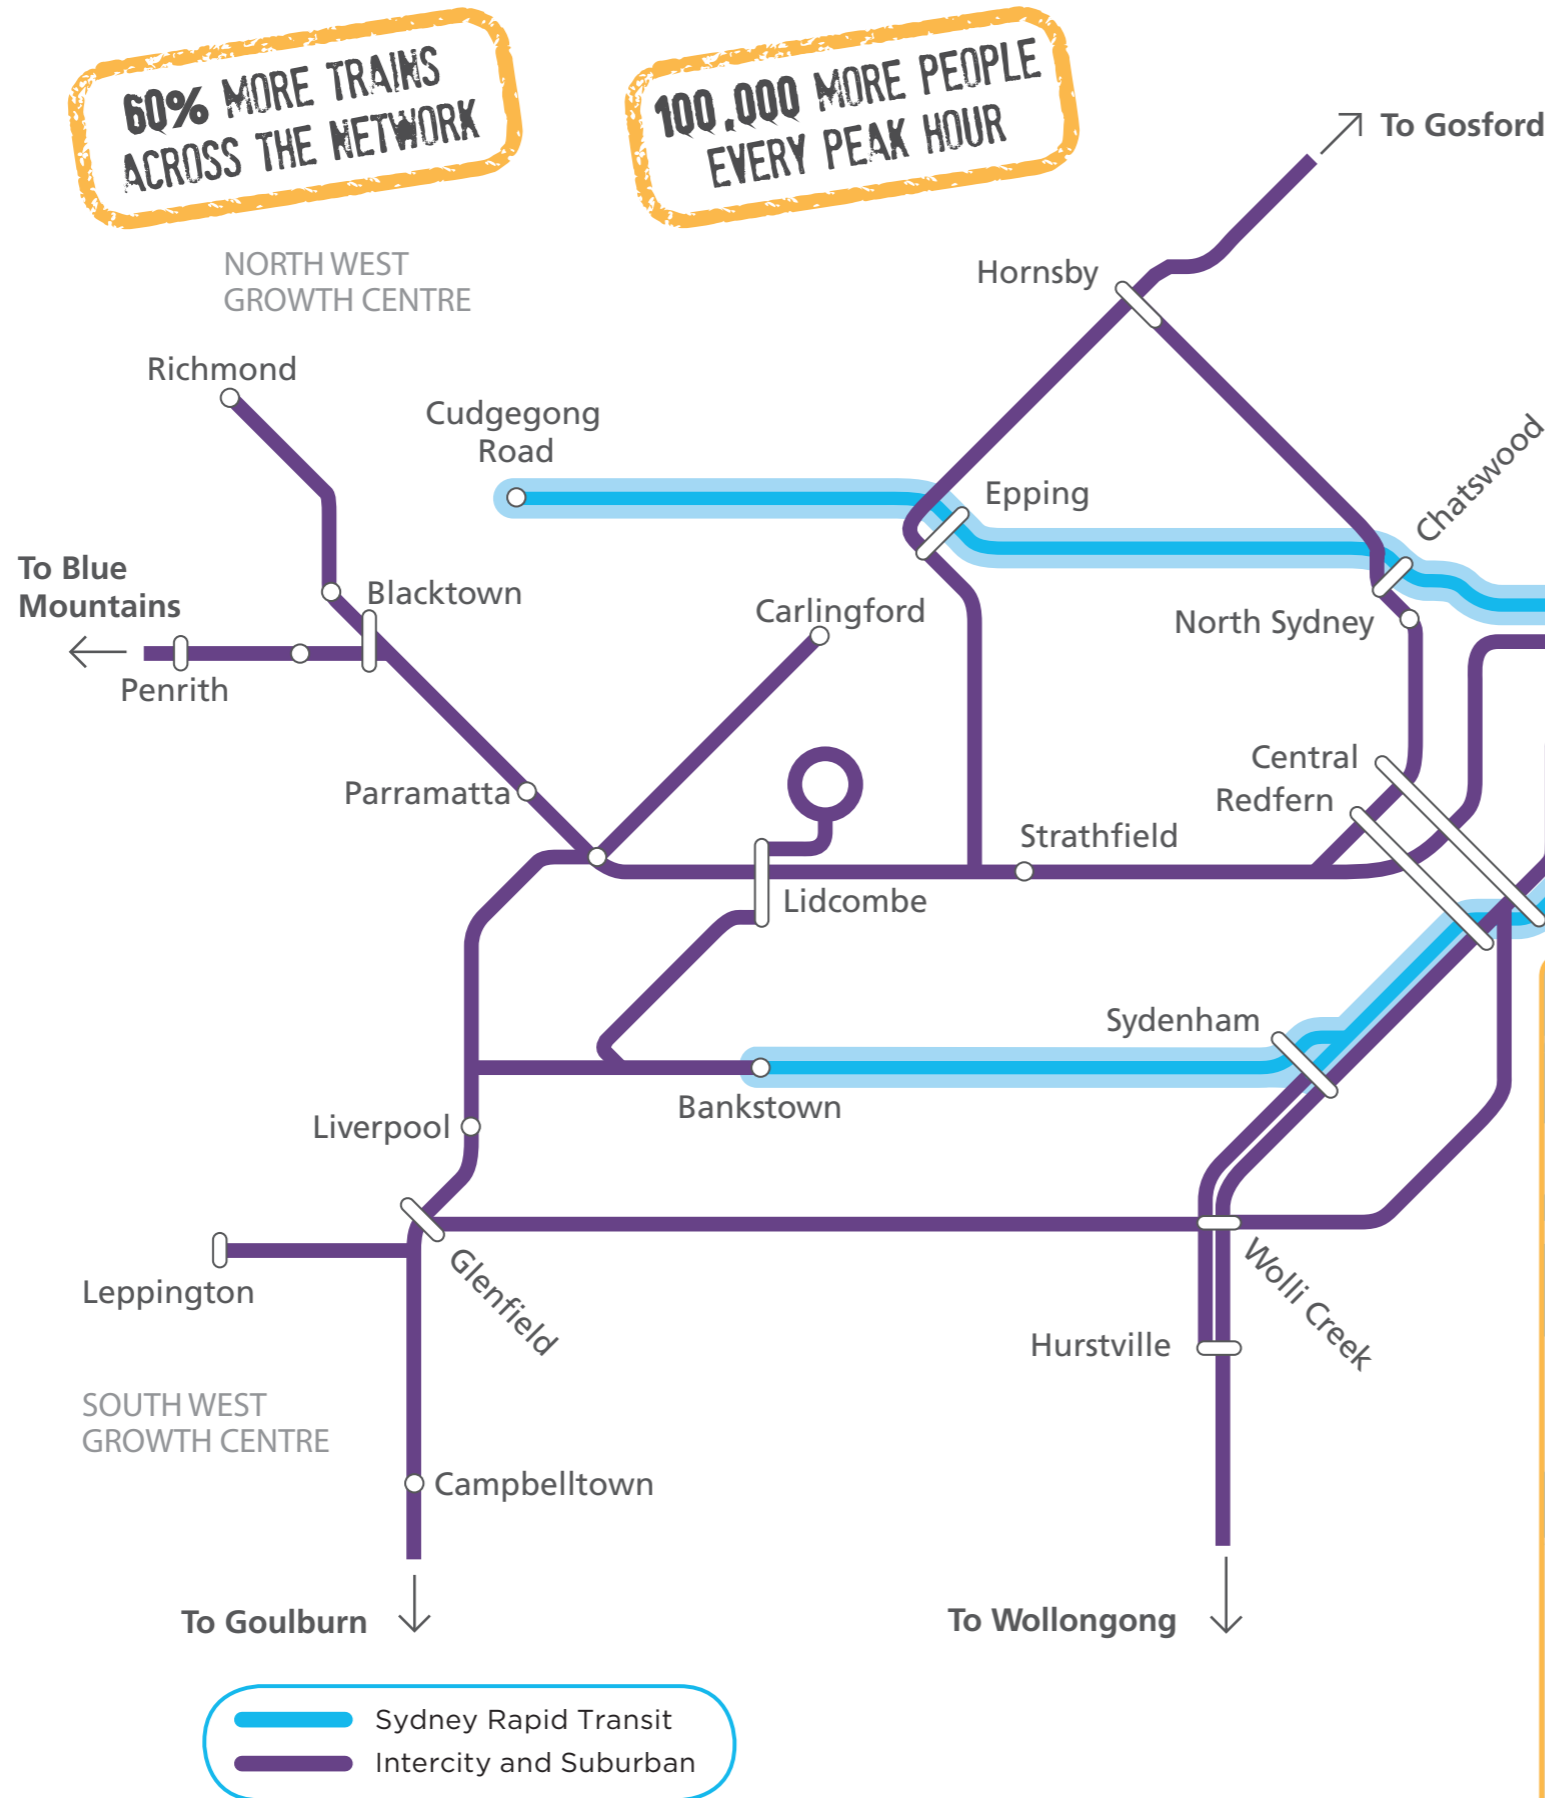 60% MORE TRAINS
ACROSS THE NETWORK
100,000 MORE PEOPLE
EVERY PEAK HOUR
To Gosford
NORTH WEST
GROWTH CENTRE
Hornsby
Richmond
Cudgegong
Road
Epping
Chatswood
To Blue
Mountains
Blacktown
Carlingford
North Sydney
Penrith
Central
Parramatta
Redfern
Strathfield
Lidcombe
Sydenham
Bankstown
Liverpool
Glenfield
Wolli Creek
Leppington
Hurstville
SOUTH WEST
GROWTH CENTRE
Campbelltown
To Goulburn
To Wollongong
Sydney Rapid Transit
Intercity and Suburban